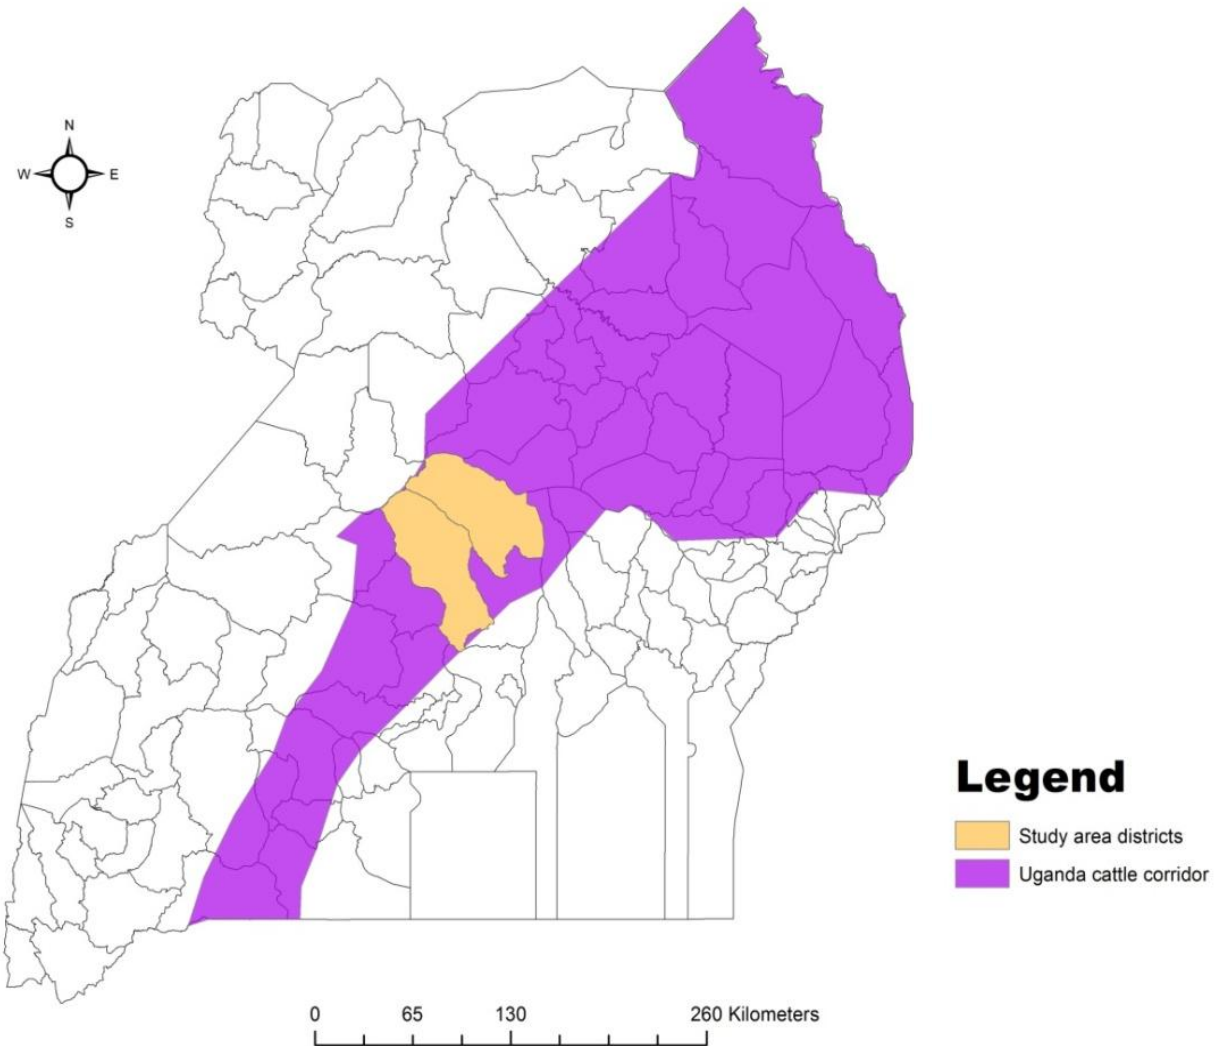 N
W E
S
Legend
Study area districts
Uganda cattle corridor
0 65 130 260 Kilometers